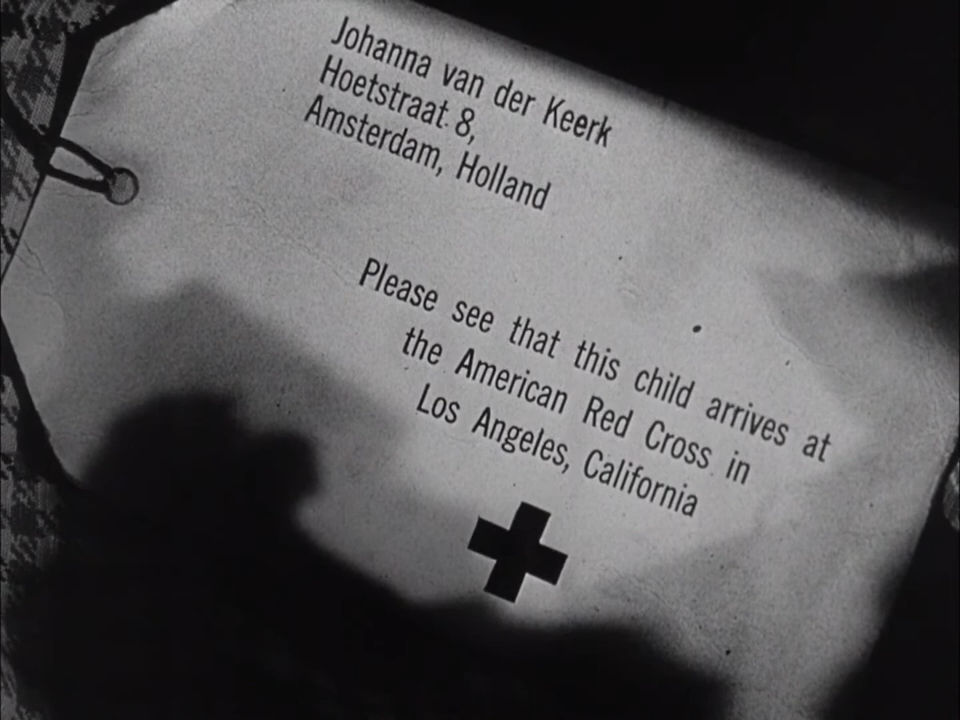 Johanna van der Keerk
Hoetstraat 8,
Amsterdam, Holland
Please see that this child arrives at
the American Red Cross in
Los Angeles, California